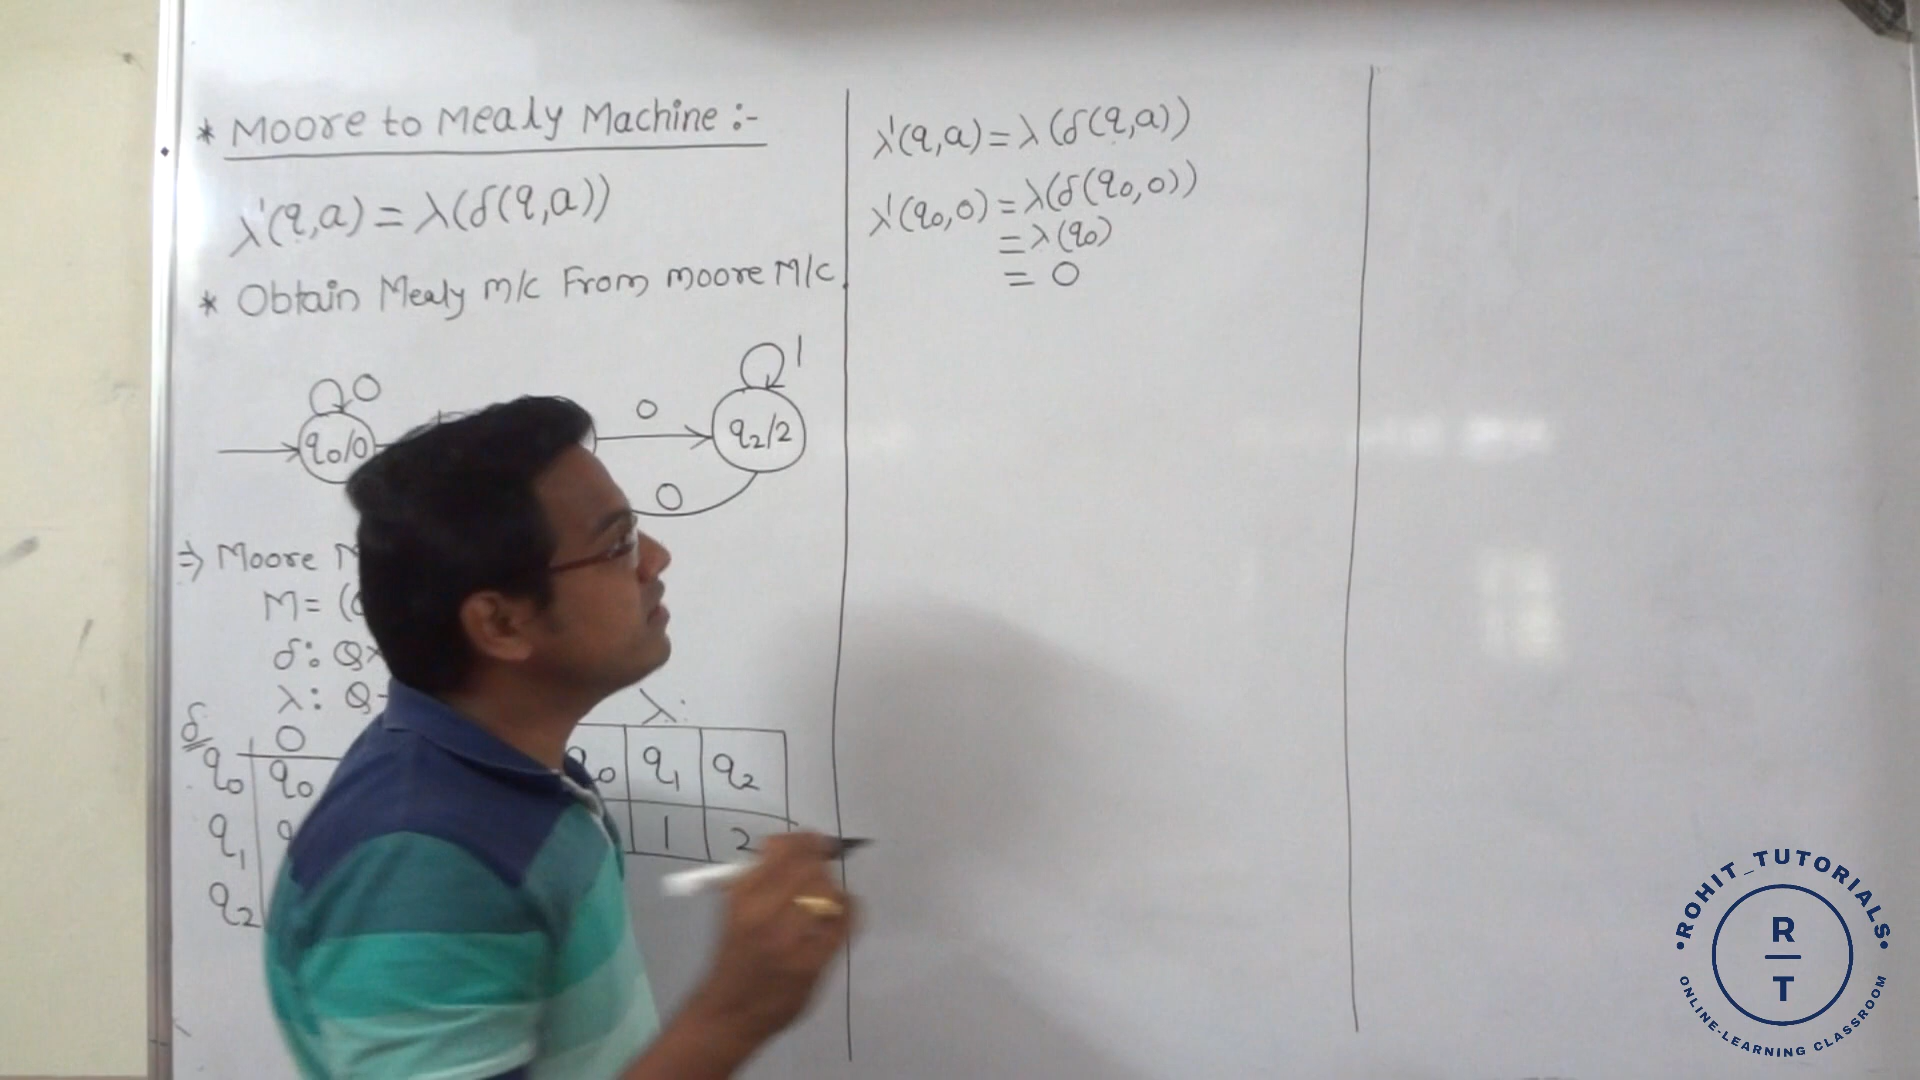 * Moore to Mealy Machine :-
λ'(q,a) = λ(δ(q,a))
* Obtain Mealy m/c From moore M/c
0
1
q0/0
0
q2/2
0
⇒ Moore
M= (
δ: Q×
λ: Q
δ
0
q0 q0
q1
q2
λ:
q0 q1 q2
1 2
λ'(q,a) = λ(δ(q,a))
λ'(q0,0) = λ(δ(q0,0))
= λ(q0)
= 0
ROHIT_TUTORIALS
R
T
ONLINE-LEARNING CLASSROOM